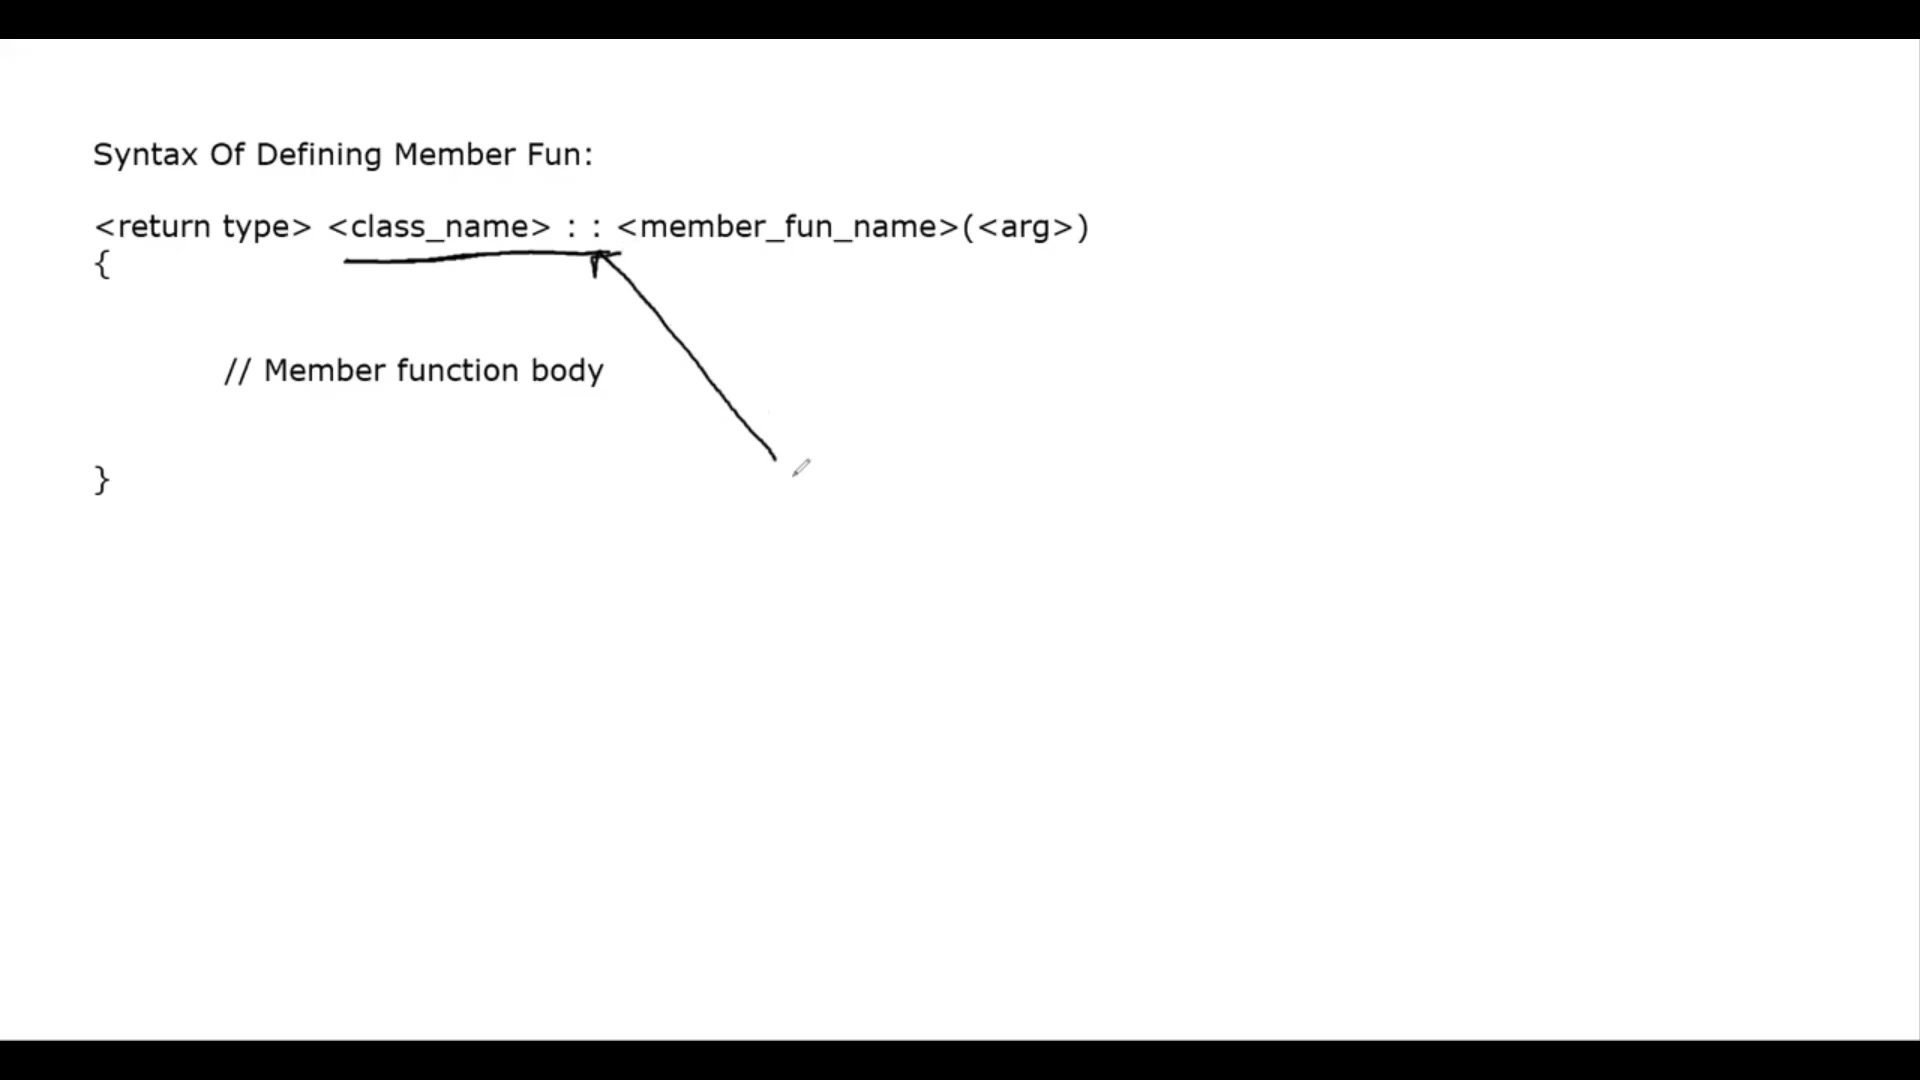 Syntax Of Defining Member Fun:
<return type> <class_name> : : <member_fun_name>(<arg>)
{
// Member function body
}